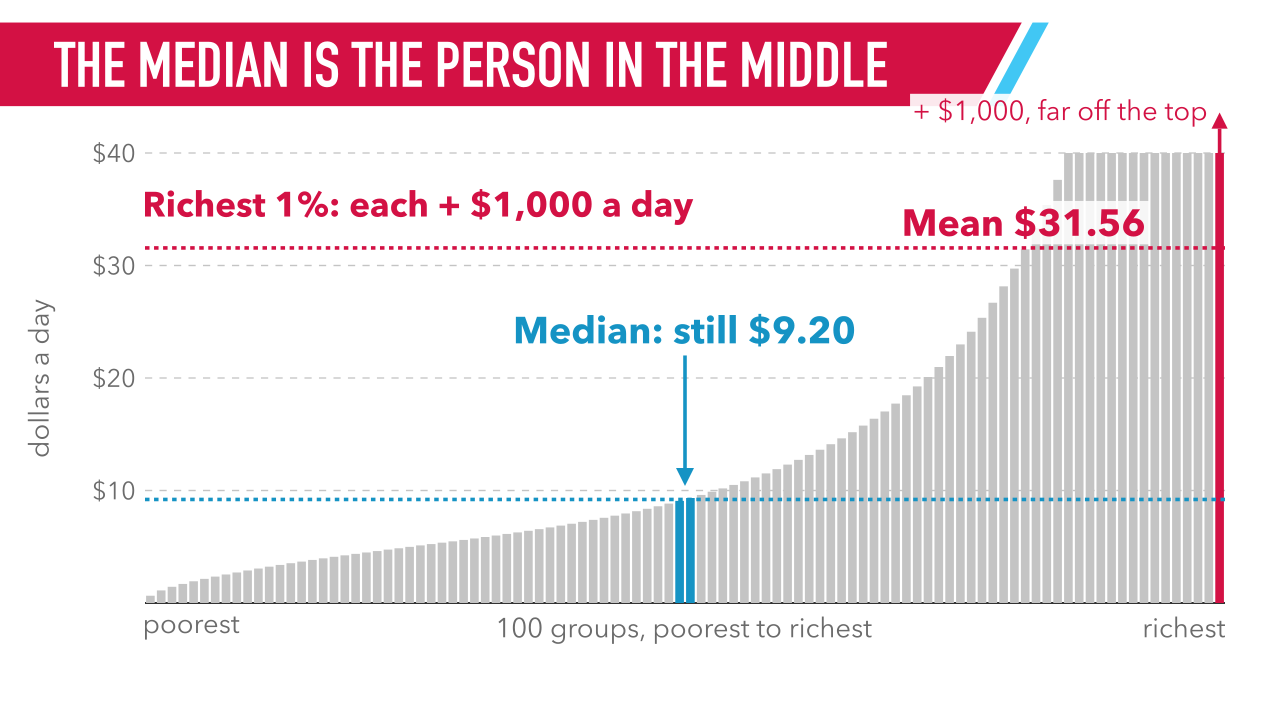 THE MEDIAN IS THE PERSON IN THE MIDDLE
+ $1,000, far off the top
$40
Richest 1%: each + $1,000 a day
Mean $31.56
$30
Median: still $9.20
$20
$10
dollars a day
poorest
100 groups, poorest to richest
richest